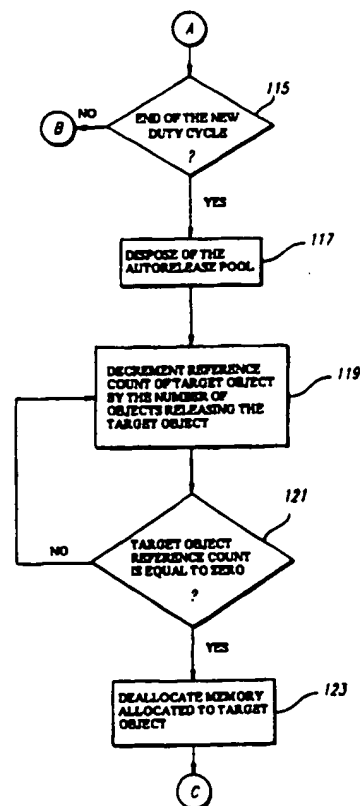 A
115
END OF THE NEW
DUTY CYCLE
?
NO
B
YES
DISPOSE OF THE
AUTORELEASE POOL
117
DECREMENT REFERENCE
COUNT OF TARGET OBJECT
BY THE NUMBER OF
OBJECTS RELEASING THE
TARGET OBJECT
119
121
TARGET OBJECT
REFERENCE COUNT
IS EQUAL TO ZERO
?
NO
YES
DEALLOCATE MEMORY
ALLOCATED TO TARGET
OBJECT
123
C